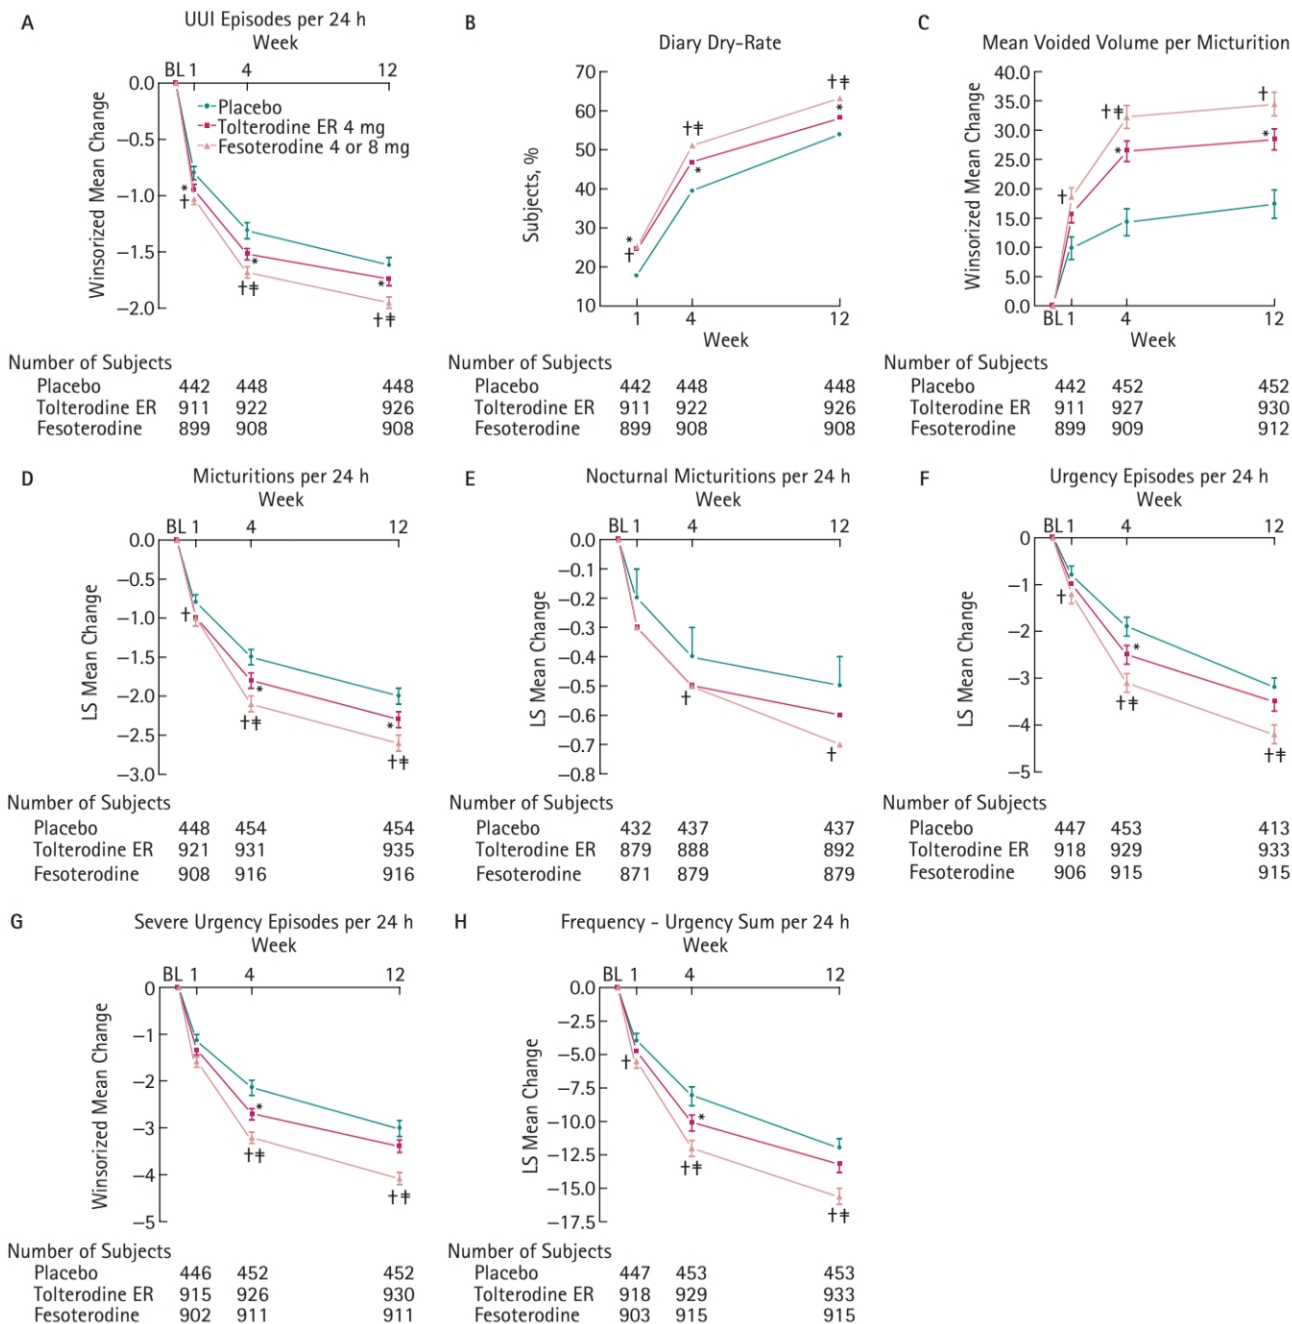 A
UUI Episodes per 24 h
Week
BL 1 4 12
0.0
−0.5
−1.0
−1.5
−2.0
Winsorized Mean Change
Placebo
Tolterodine ER 4 mg
Fesoterodine 4 or 8 mg
*
†
*
†‡
*
†‡
Number of Subjects
Placebo 442 448 448
Tolterodine ER 911 922 926
Fesoterodine 899 908 908
B
Diary Dry-Rate
70
60
50
40
30
20
10
Subjects, %
*
†
†‡
*
†‡
*
1 4 12
Week
Number of Subjects
Placebo 442 448 448
Tolterodine ER 911 922 926
Fesoterodine 899 908 908
C
Mean Voided Volume per Micturition
40.0
35.0
30.0
25.0
20.0
15.0
10.0
5.0
0.0
Winsorized Mean Change
†
†‡
*
†
*
BL 1 4 12
Week
Number of Subjects
Placebo 442 452 452
Tolterodine ER 911 927 930
Fesoterodine 899 909 912
D
Micturitions per 24 h
Week
BL 1 4 12
0.0
−0.5
−1.0
−1.5
−2.0
−2.5
−3.0
LS Mean Change
†
*
†‡
*
†‡
Number of Subjects
Placebo 448 454 454
Tolterodine ER 921 931 935
Fesoterodine 908 916 916
E
Nocturnal Micturitions per 24 h
Week
BL 1 4 12
0.0
−0.1
−0.2
−0.3
−0.4
−0.5
−0.6
−0.7
−0.8
LS Mean Change
†
†
Number of Subjects
Placebo 432 437 437
Tolterodine ER 879 888 892
Fesoterodine 871 879 879
F
Urgency Episodes per 24 h
Week
BL 1 4 12
0
−1
−2
−3
−4
−5
LS Mean Change
†
*
†‡
†‡
Number of Subjects
Placebo 447 453 413
Tolterodine ER 918 929 933
Fesoterodine 906 915 915
G
Severe Urgency Episodes per 24 h
Week
BL 1 4 12
0
−1
−2
−3
−4
−5
Winsorized Mean Change
*
†‡
†‡
Number of Subjects
Placebo 446 452 452
Tolterodine ER 915 926 930
Fesoterodine 902 911 911
H
Frequency - Urgency Sum per 24 h
Week
BL 1 4 12
0.0
−2.5
−5.0
−7.5
−10.0
−12.5
−15.0
−17.5
LS Mean Change
†
*
†‡
†‡
Number of Subjects
Placebo 447 453 453
Tolterodine ER 918 929 933
Fesoterodine 903 915 915